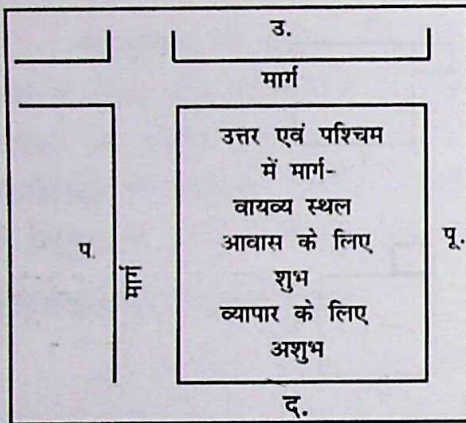 उ.
मार्ग
उत्तर एवं पश्चिम
में मार्ग-
वायव्य स्थल
आवास के लिए
शुभ
व्यापार के लिए
अशुभ
प.
मार्ग
पू.
द.